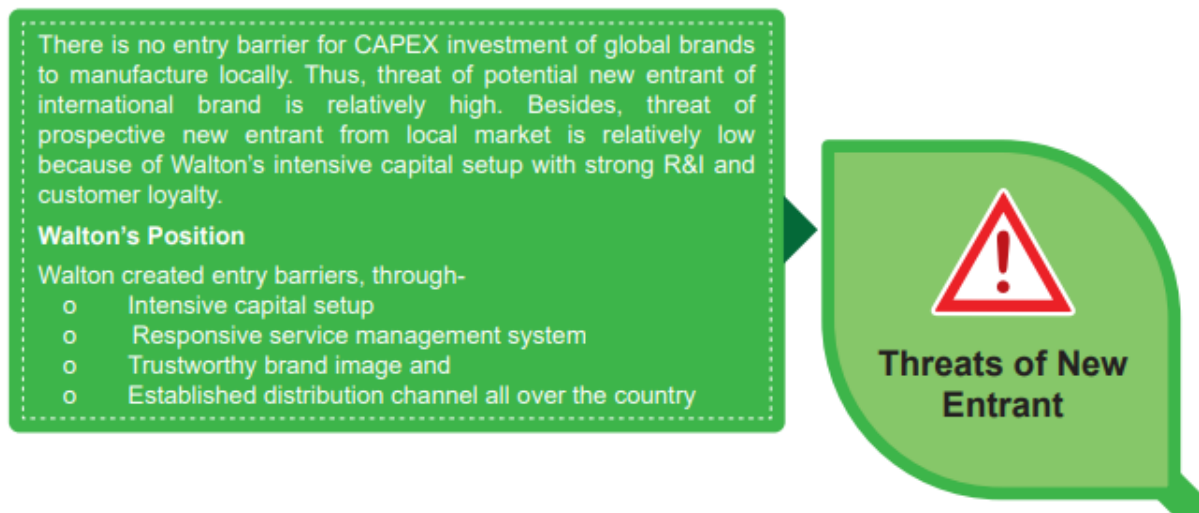 There is no entry barrier for CAPEX investment of global brands
to manufacture locally. Thus, threat of potential new entrant of
international brand is relatively high. Besides, threat of
prospective new entrant from local market is relatively low
because of Walton's intensive capital setup with strong R&I and
customer loyalty.
Walton's Position
Walton created entry barriers, through-
o Intensive capital setup
o Responsive service management system
o Trustworthy brand image and
o Established distribution channel all over the country
Threats of New
Entrant